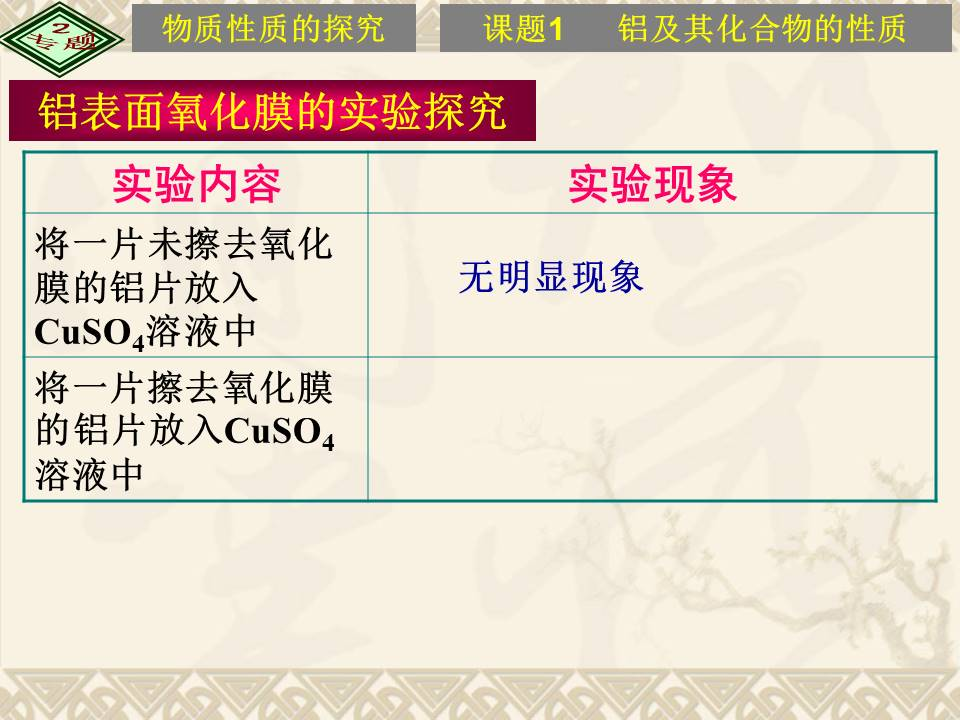 2
专题
物质性质的探究
课题1 铝及其化合物的性质
铝表面氧化膜的实验探究
实验内容
实验现象
将一片未擦去氧化
膜的铝片放入
CuSO₄溶液中
无明显现象
将一片擦去氧化膜
的铝片放入CuSO₄
溶液中